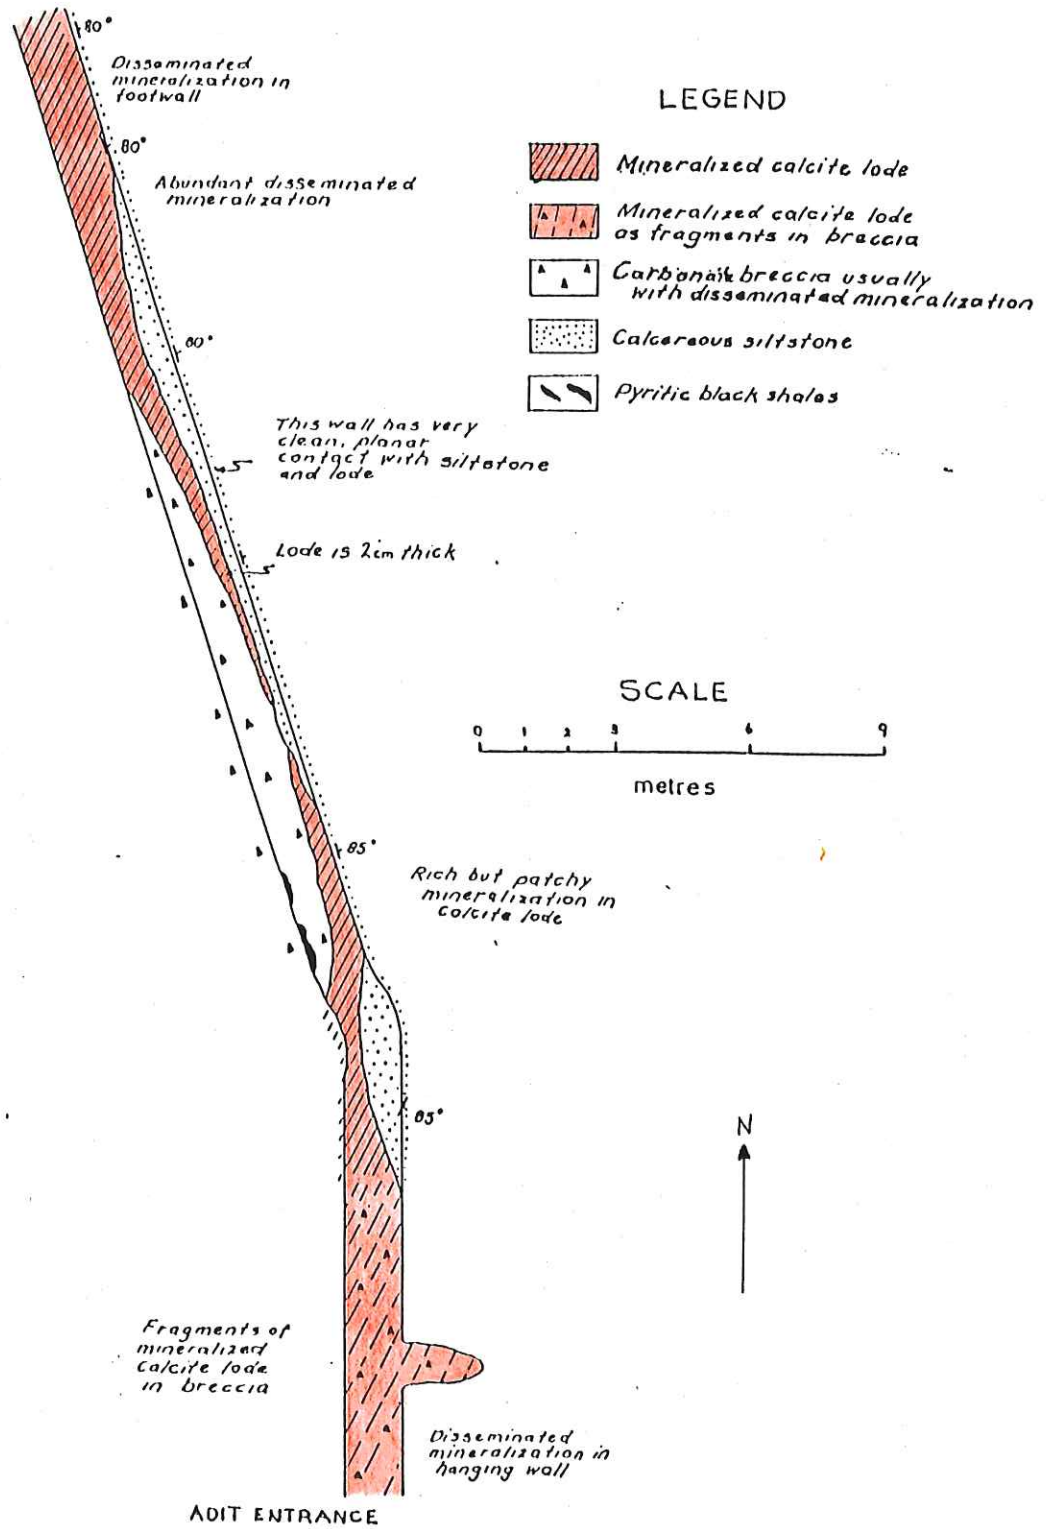 80°
Disseminated
mineralization in
footwall
80°
Abundant disseminated
mineralization
80°
This wall has very
clean, planar
contact with siltstone
and lode
Lode is 2cm thick
85°
Rich but patchy
mineralization in
Calcite lode
85°
Fragments of
mineralized
Calcite lode
in breccia
Disseminated
mineralization in
hanging wall
ADIT ENTRANCE
LEGEND
Mineralized calcite lode
Mineralized calcite lode
as fragments in breccia
Carbonate breccia usually
with disseminated mineralization
Calcareous siltstone
Pyritic black shales
SCALE
0 1 2 3 6 9
metres
N